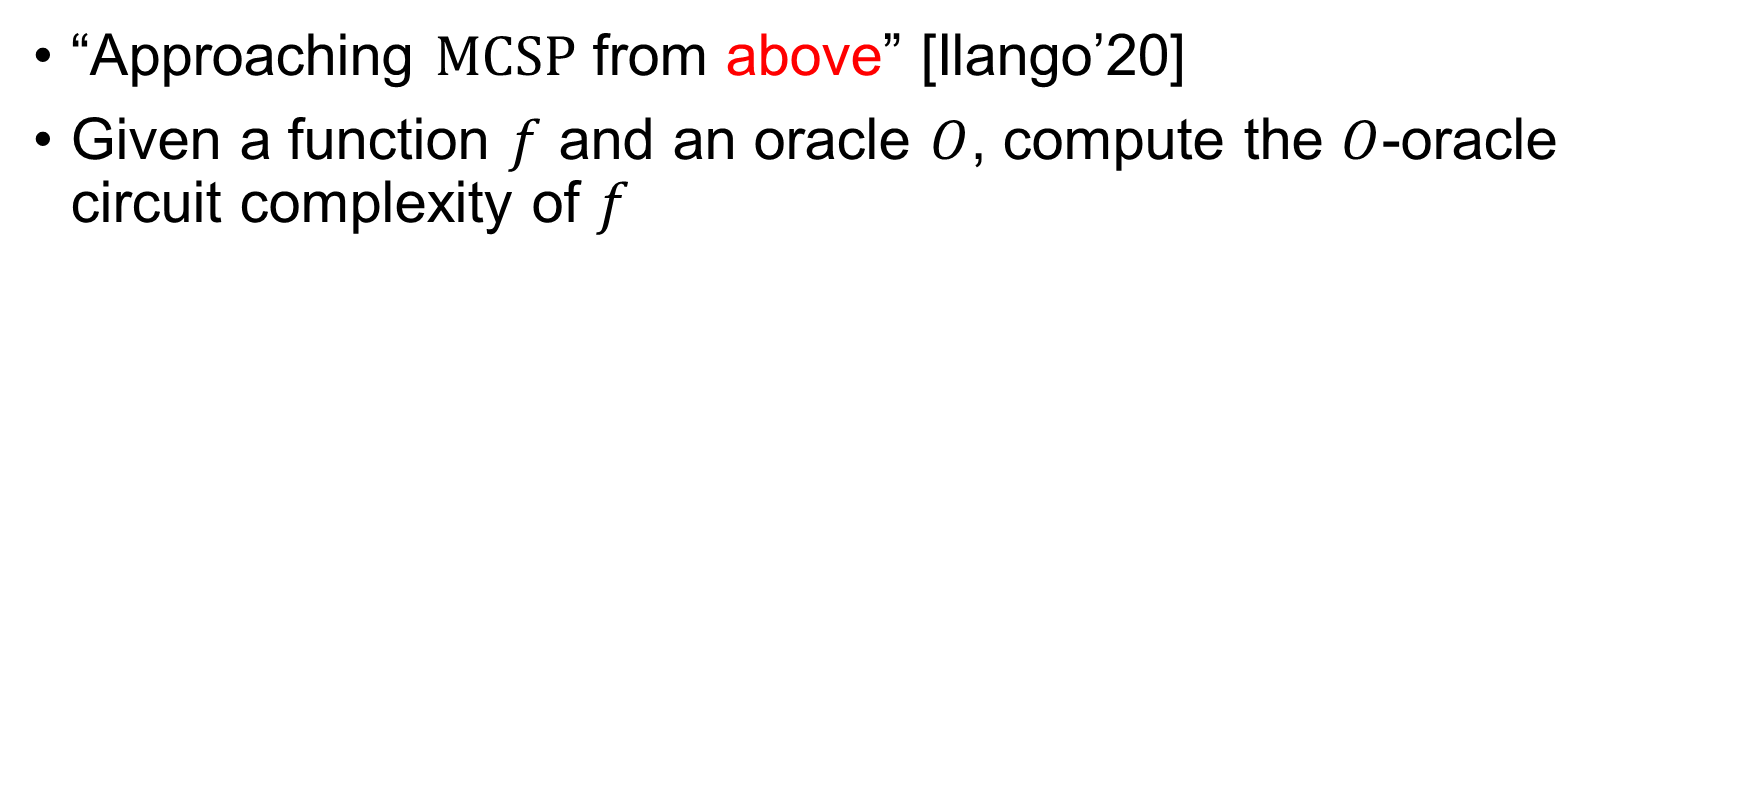 • “Approaching MCSP from above” [Ilango’20]
• Given a function 𝑓 and an oracle 𝑂, compute the 𝑂-oracle
circuit complexity of 𝑓